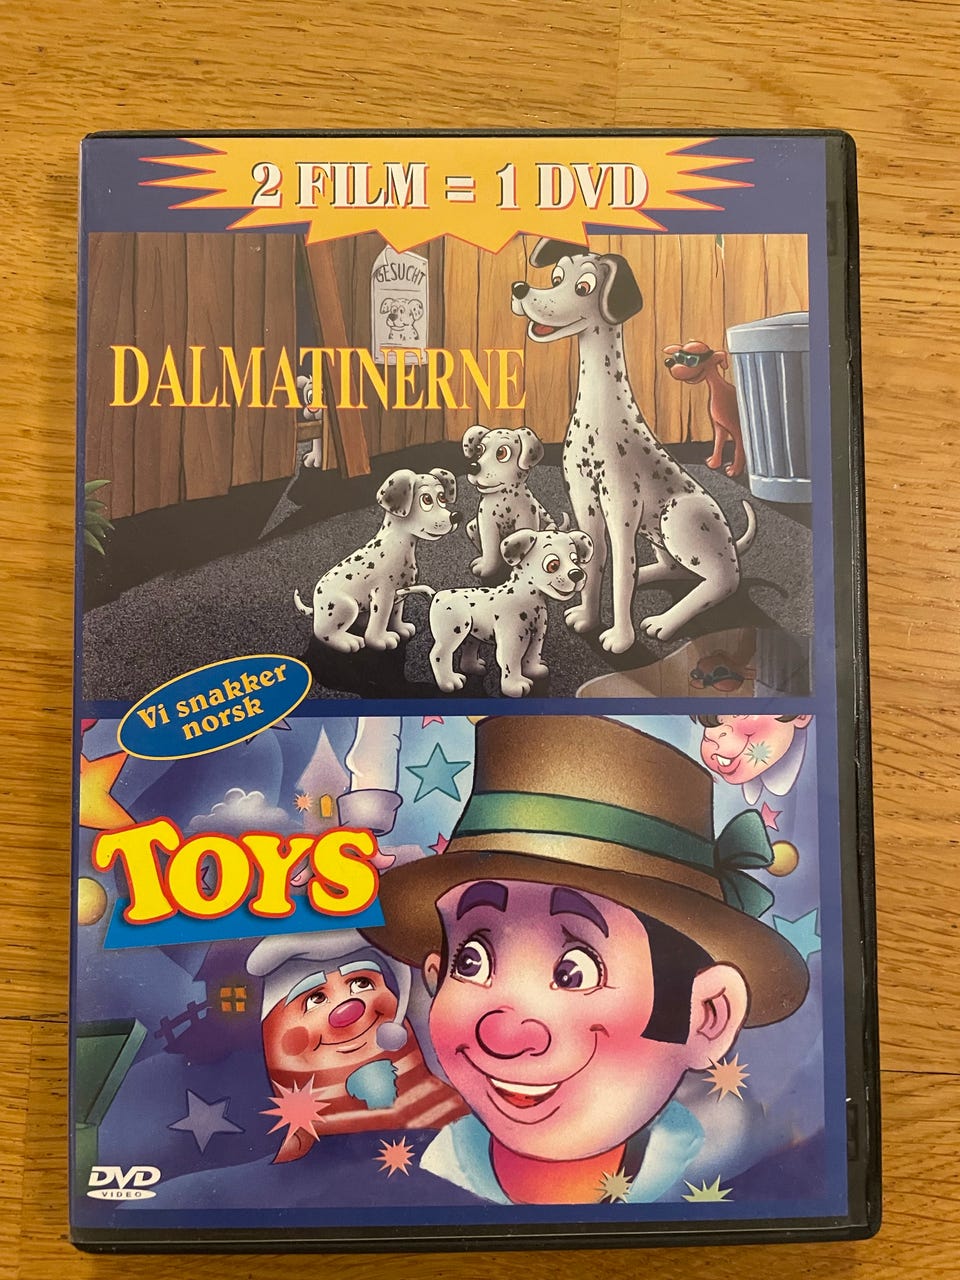 2 FILM = 1 DVD
GESUCHT
DALMATINERNE
Vi snakker
norsk
TOYS
DVD
VIDEO